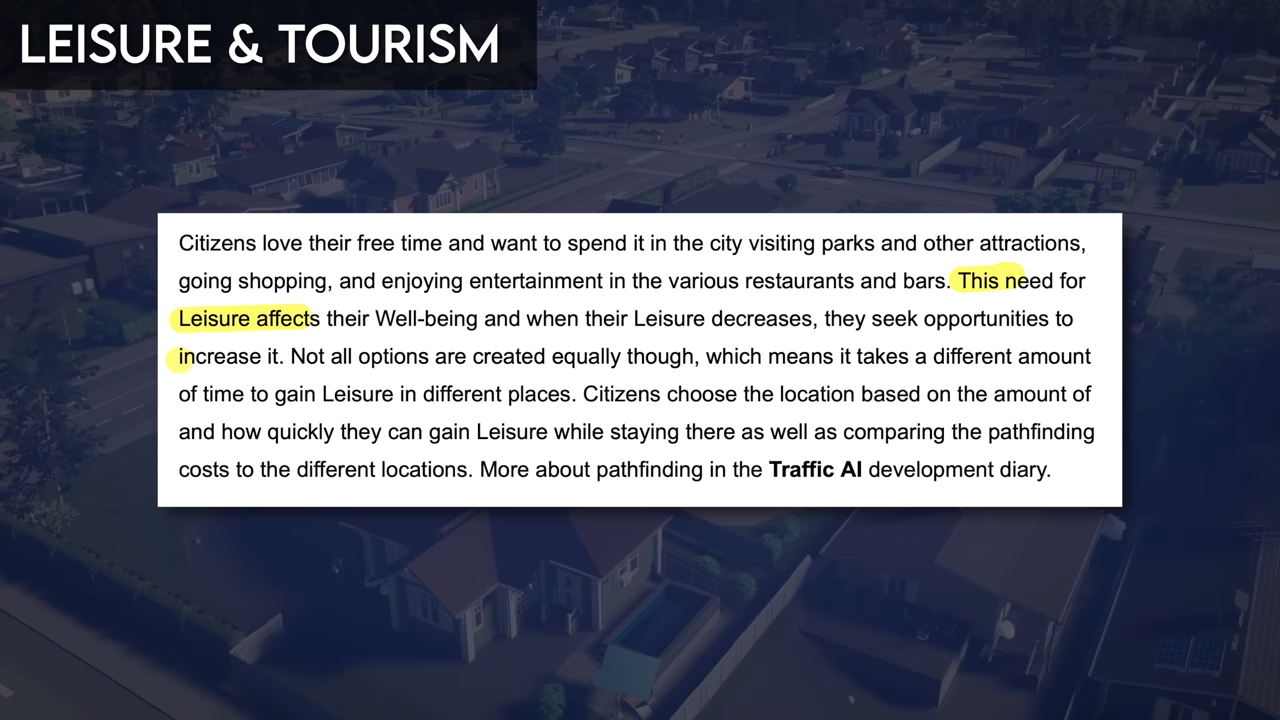 LEISURE & TOURISM
Citizens love their free time and want to spend it in the city visiting parks and other attractions,
going shopping, and enjoying entertainment in the various restaurants and bars. This need for
Leisure affects their Well-being and when their Leisure decreases, they seek opportunities to
increase it. Not all options are created equally though, which means it takes a different amount
of time to gain Leisure in different places. Citizens choose the location based on the amount of
and how quickly they can gain Leisure while staying there as well as comparing the pathfinding
costs to the different locations. More about pathfinding in the Traffic AI development diary.